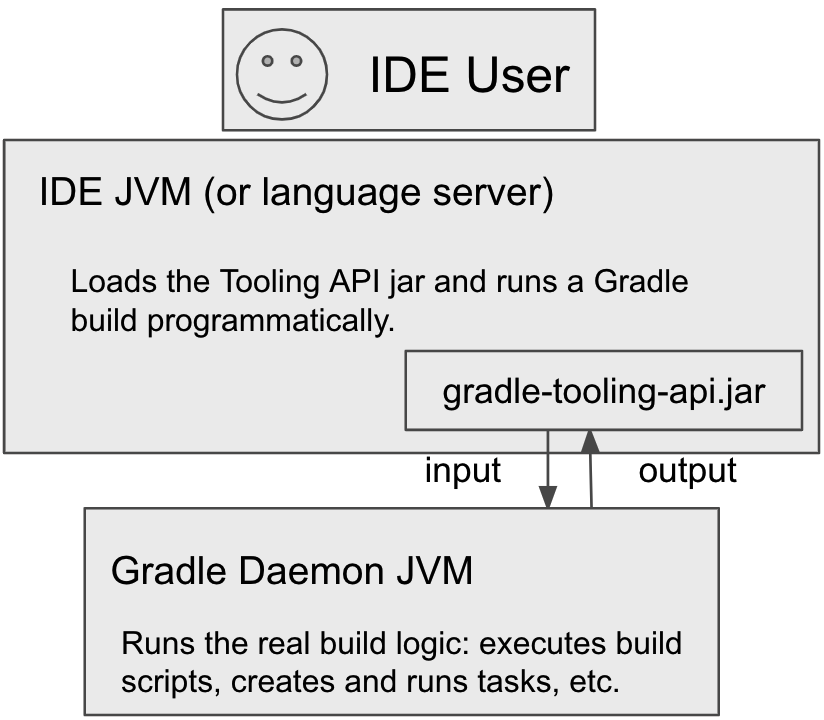 IDE User
IDE JVM (or language server)
Loads the Tooling API jar and runs a Gradle
build programmatically.
gradle-tooling-api.jar
input
output
Gradle Daemon JVM
Runs the real build logic: executes build
scripts, creates and runs tasks, etc.